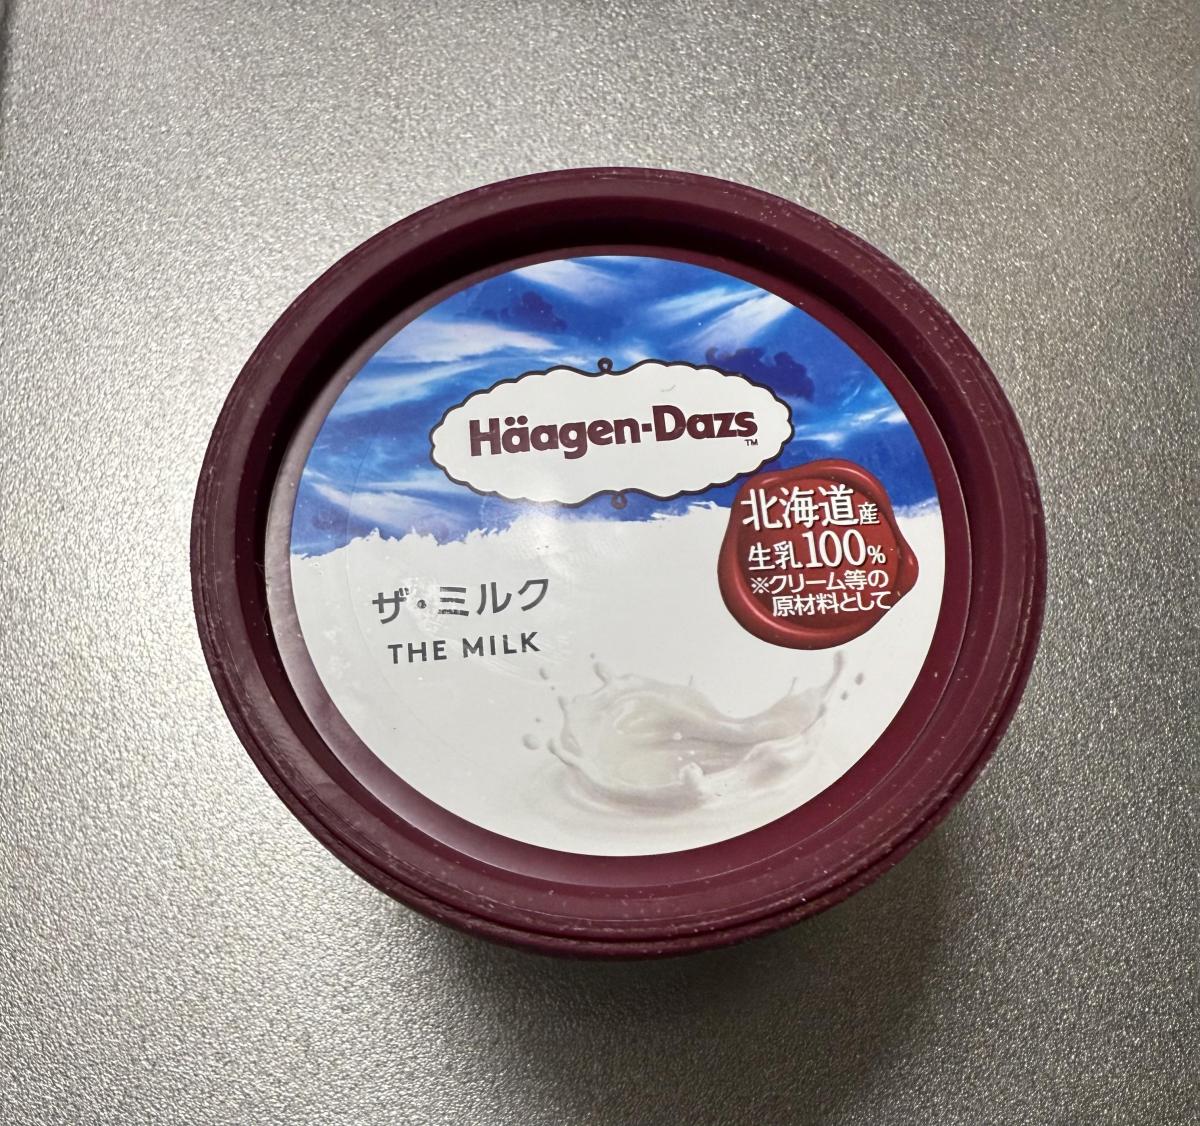 Häagen-Dazs
TM
北海道産
生乳100%
※クリーム等の
原材料として
ザ・ミルク
THE MILK